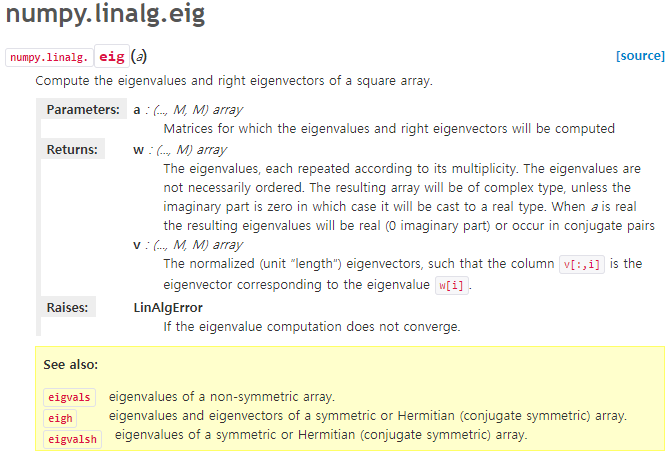 numpy.linalg.eig
numpy.linalg. eig (a) [source]
Compute the eigenvalues and right eigenvectors of a square array.
Parameters: a : (..., M, M) array
Matrices for which the eigenvalues and right eigenvectors will be computed
Returns: w : (..., M) array
The eigenvalues, each repeated according to its multiplicity. The eigenvalues are
not necessarily ordered. The resulting array will be of complex type, unless the
imaginary part is zero in which case it will be cast to a real type. When a is real
the resulting eigenvalues will be real (0 imaginary part) or occur in conjugate pairs
v : (..., M, M) array
The normalized (unit “length”) eigenvectors, such that the column v[:,i] is the
eigenvector corresponding to the eigenvalue w[i].
Raises: LinAlgError
If the eigenvalue computation does not converge.
See also:
eigvals eigenvalues of a non-symmetric array.
eigh eigenvalues and eigenvectors of a symmetric or Hermitian (conjugate symmetric) array.
eigvalsh eigenvalues of a symmetric or Hermitian (conjugate symmetric) array.